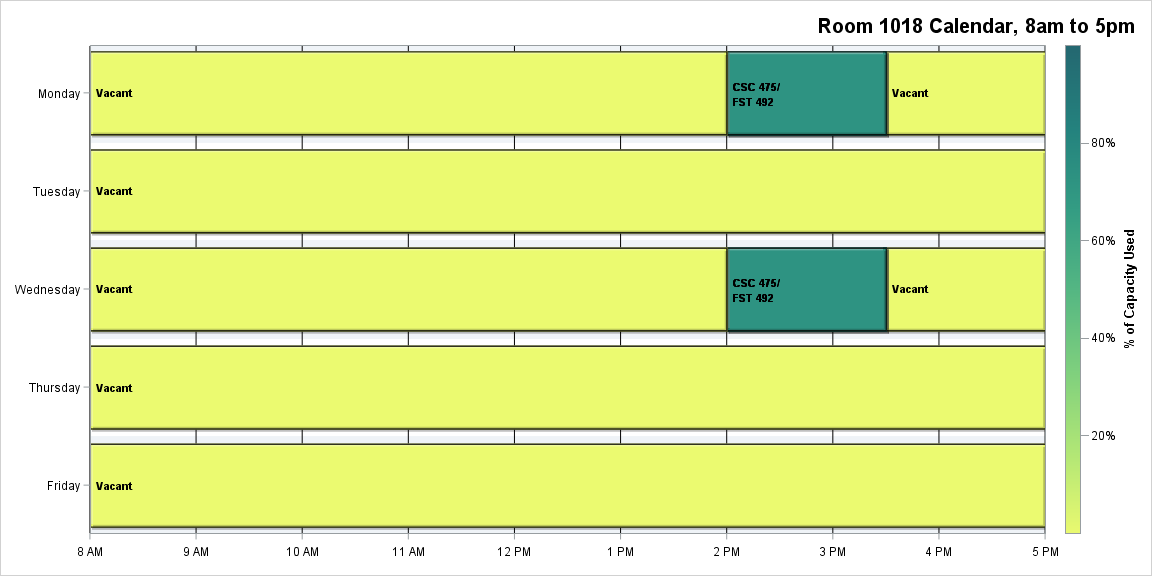 Room 1018 Calendar, 8am to 5pm
Monday
Vacant
CSC 475/
FST 492
Vacant
Tuesday
Vacant
Wednesday
Vacant
CSC 475/
FST 492
Vacant
Thursday
Vacant
Friday
Vacant
8 AM
9 AM
10 AM
11 AM
12 PM
1 PM
2 PM
3 PM
4 PM
5 PM
80%
60%
40%
20%
% of Capacity Used